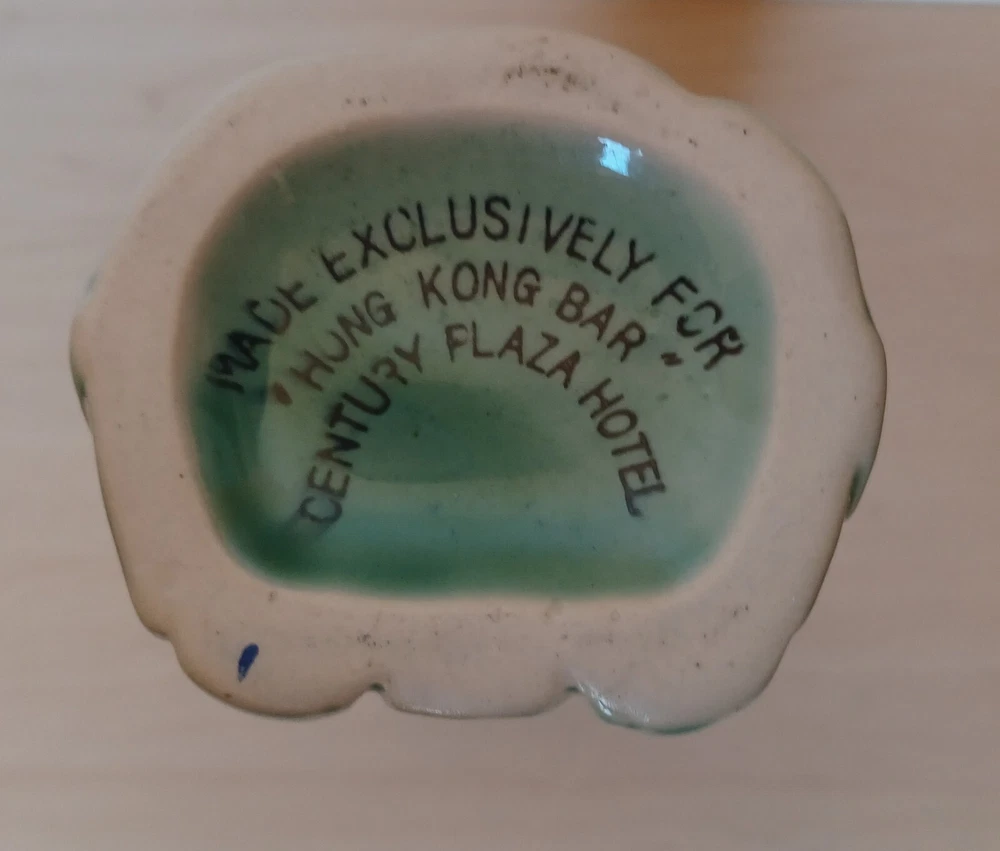 MADE EXCLUSIVELY FOR
"HONG KONG BAR"
CENTURY PLAZA HOTEL